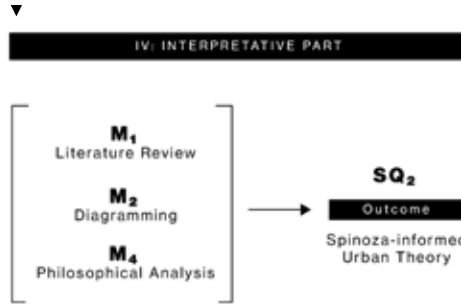 IV: INTERPRETATIVE PART
M₁
Literature Review
M₂
Diagramming
M₄
Philosophical Analysis
SQ₂
Outcome
Spinoza-informed
Urban Theory